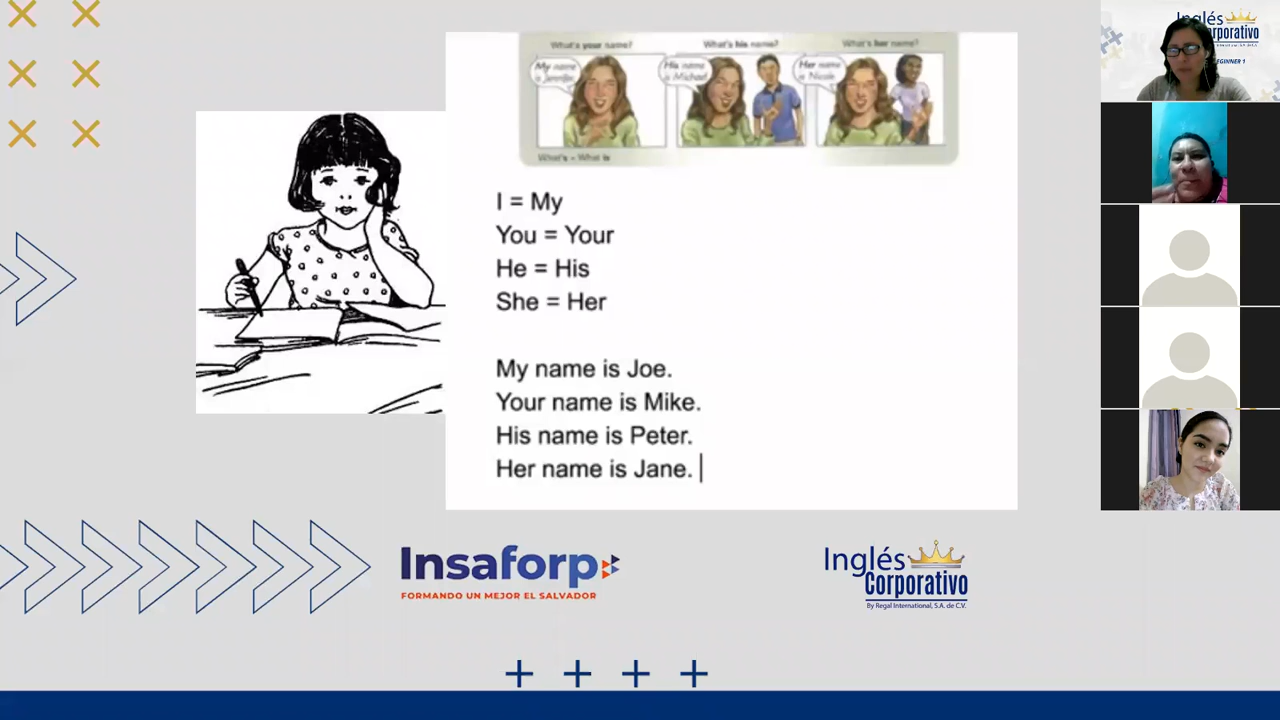 What's your name?
What's his name?
What's her name?
My name is Jennifer.
His name is Michael.
Her name is Nicole.
What's = What is
I = My
You = Your
He = His
She = Her
My name is Joe.
Your name is Mike.
His name is Peter.
Her name is Jane.
Insaforp
FORMANDO UN MEJOR EL SALVADOR
Inglés
Corporativo
By Regal International, S.A. de C.V.
Inglés
Corporativo
EGINNER 1